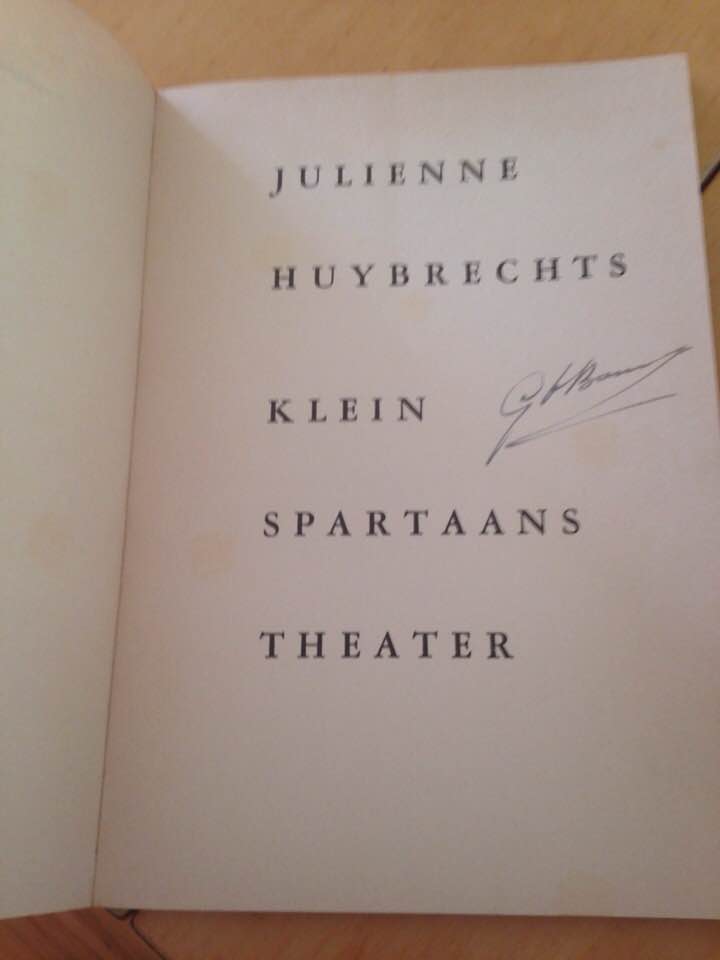 JULIENNE
HUYBRECHTS
KLEIN
SPARTAANS
THEATER